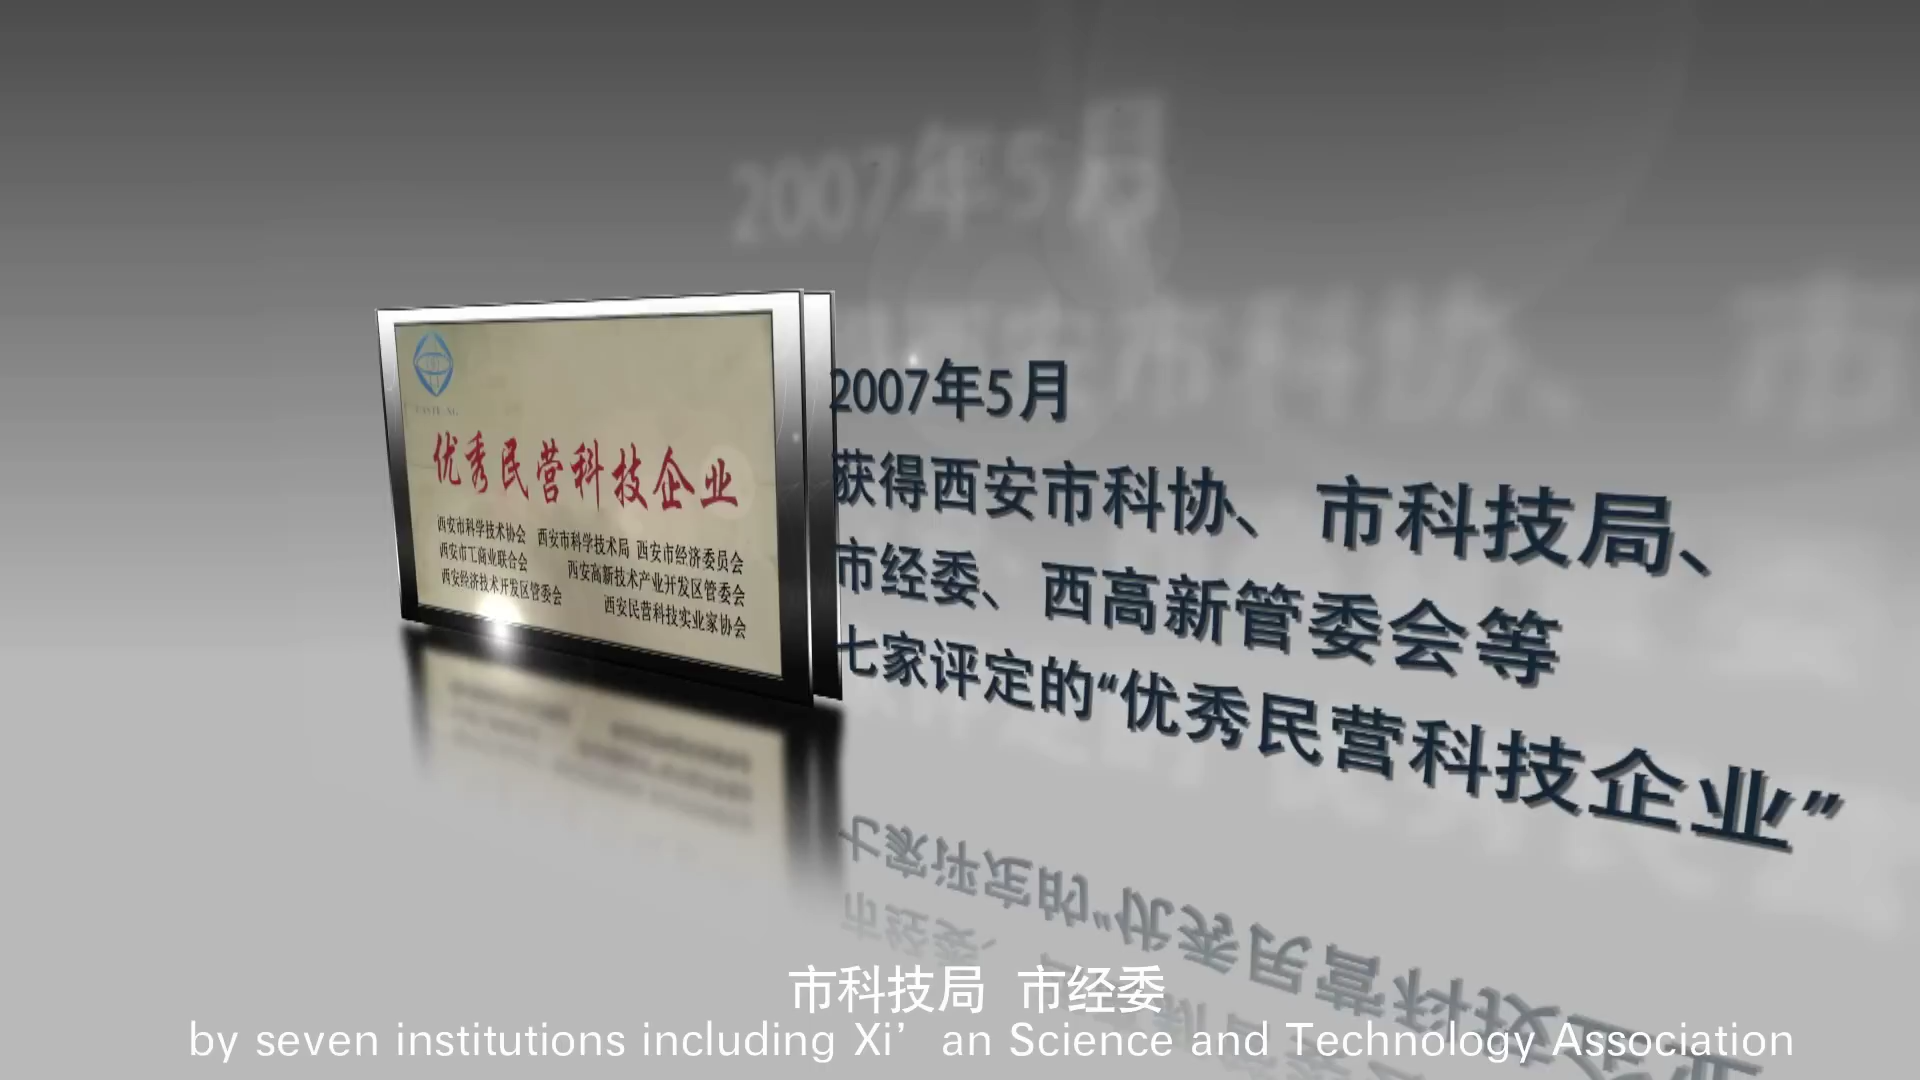 2007年5月
优秀民营科技企业
西安市科学技术协会 西安市科学技术局 西安市经济委员会
西安市工商业联合会 西安高新技术产业开发区管委会
西安经济技术开发区管委会 西安民营科技实业家协会
2007年5月
获得西安市科协、市科技局、
市经委、西高新管委会等
七家评定的“优秀民营科技企业”
市科技局 市经委
by seven institutions including Xi’an Science and Technology Association